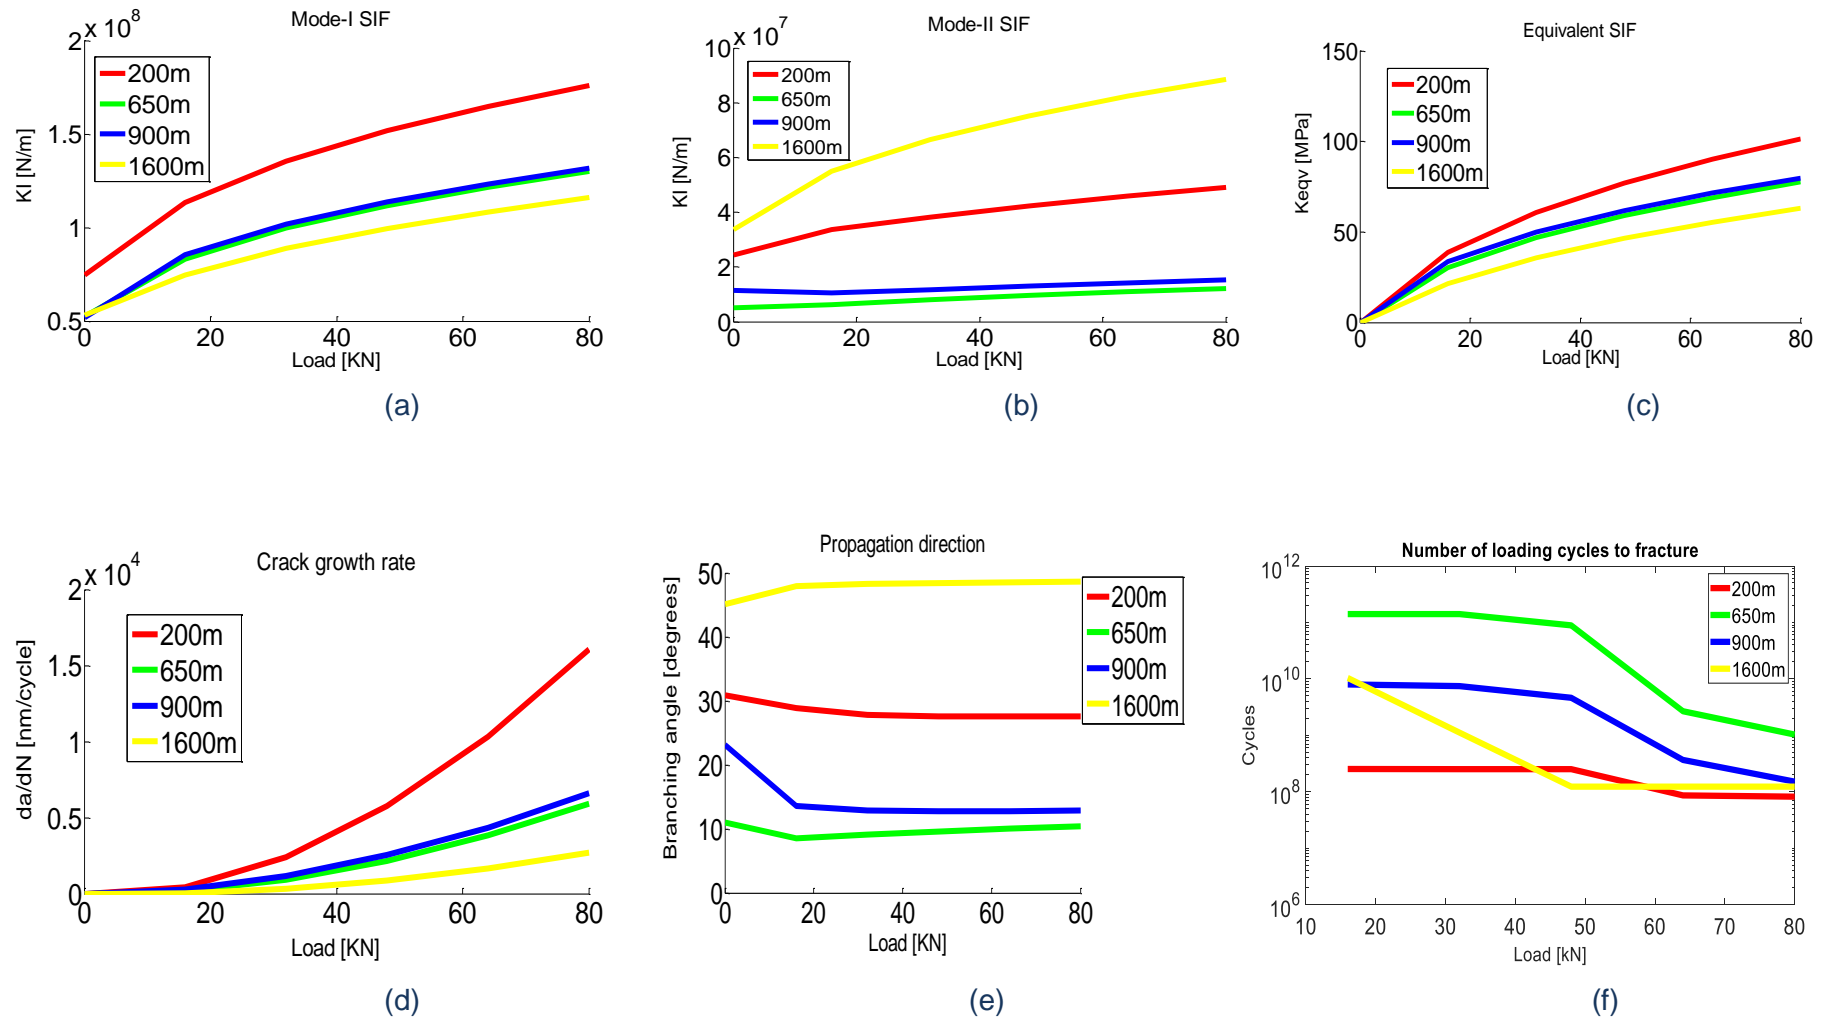 Mode-I SIF
x 10^8
2
1.5
1
0.5
0
20
40
60
80
KI [N/m]
Load [KN]
200m
650m
900m
1600m
(a)
Mode-II SIF
x 10^7
10
8
6
4
2
0
0
20
40
60
80
KI [N/m]
Load [KN]
200m
650m
900m
1600m
(b)
Equivalent SIF
150
100
50
0
0
20
40
60
80
Keqv [MPa]
Load [KN]
200m
650m
900m
1600m
(c)
Crack growth rate
x 10^4
2
1.5
1
0.5
0
0
20
40
60
80
da/dN [nm/cycle]
Load [KN]
200m
650m
900m
1600m
(d)
Propagation direction
50
40
30
20
10
0
0
20
40
60
80
Branching angle [degrees]
Load [KN]
200m
650m
900m
1600m
(e)
Number of loading cycles to fracture
10^12
10^10
10^8
10^6
10
20
30
40
50
60
70
80
Cycles
Load [kN]
200m
650m
900m
1600m
(f)